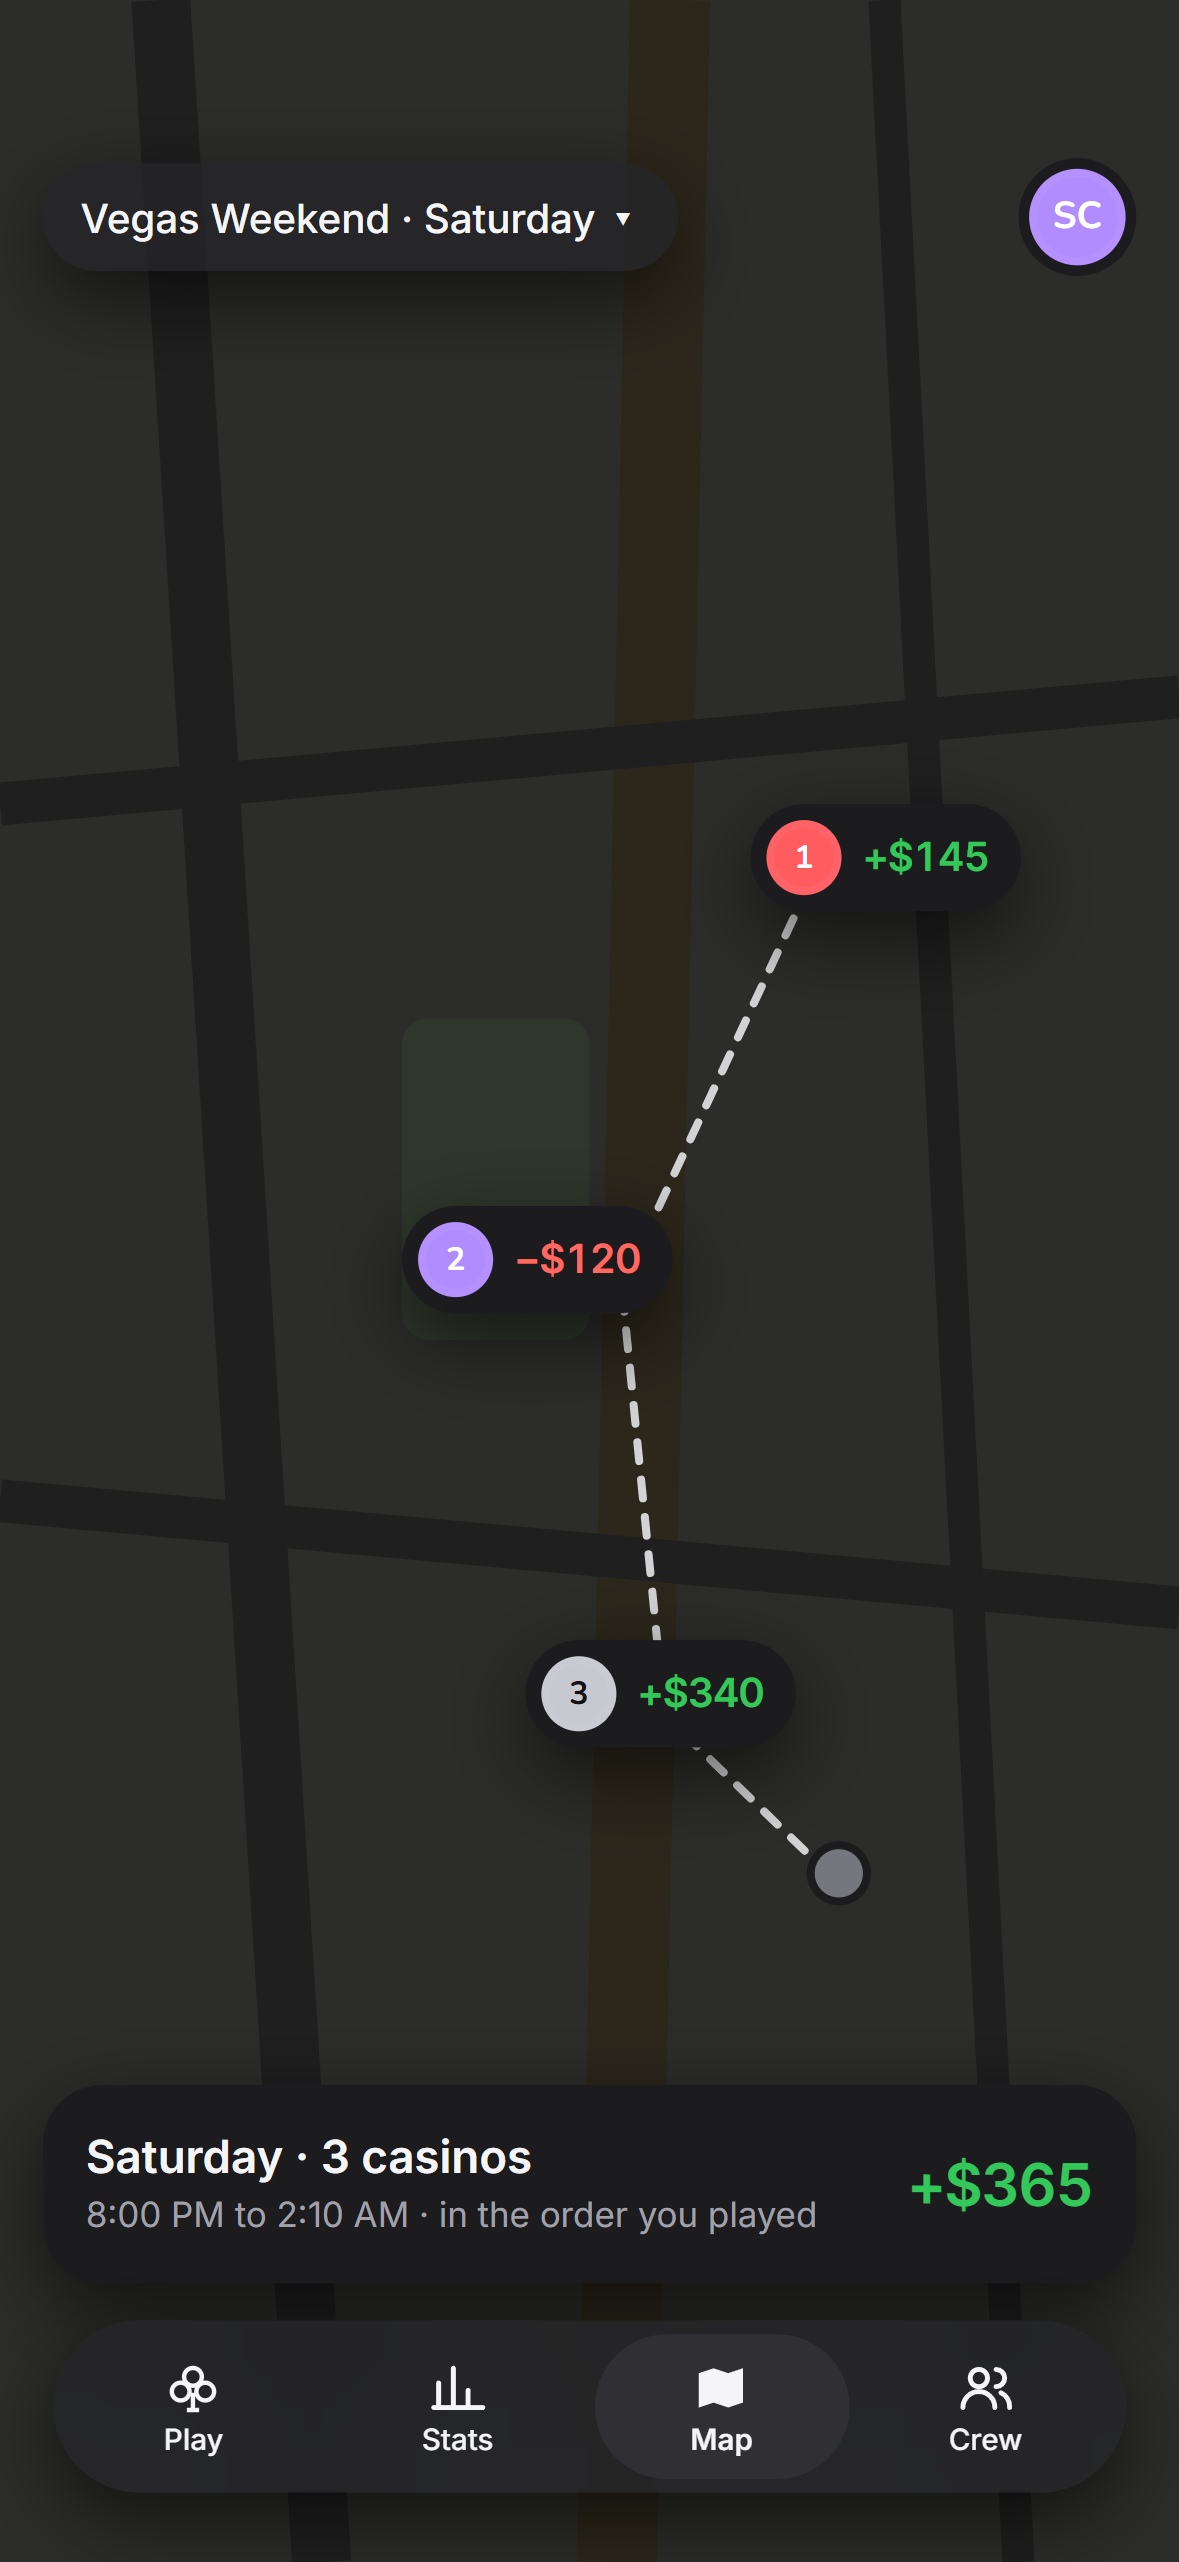 Vegas Weekend · Saturday ▾
SC
1 +$145
2 –$120
3 +$340
Saturday · 3 casinos
+$365
8:00 PM to 2:10 AM · in the order you played
Play Stats Map Crew